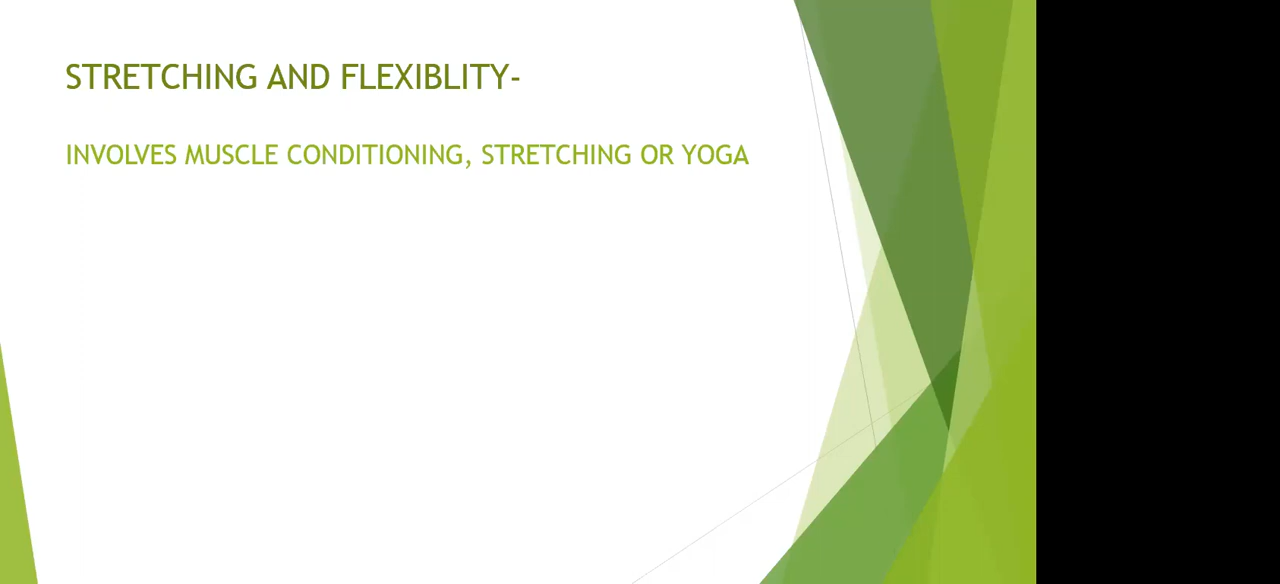 STRETCHING AND FLEXIBLITY-
INVOLVES MUSCLE CONDITIONING, STRETCHING OR YOGA